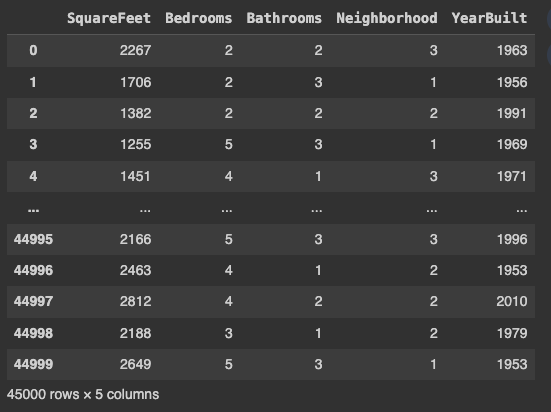 SquareFeet Bedrooms Bathrooms Neighborhood YearBuilt
0 2267 2 2 3 1963
1 1706 2 3 1 1956
2 1382 2 2 2 1991
3 1255 5 3 1 1969
4 1451 4 1 3 1971
... ... ... ... ... ...
44995 2166 5 3 3 1996
44996 2463 4 1 2 1953
44997 2812 4 2 2 2010
44998 2188 3 1 2 1979
44999 2649 5 3 1 1953
45000 rows × 5 columns